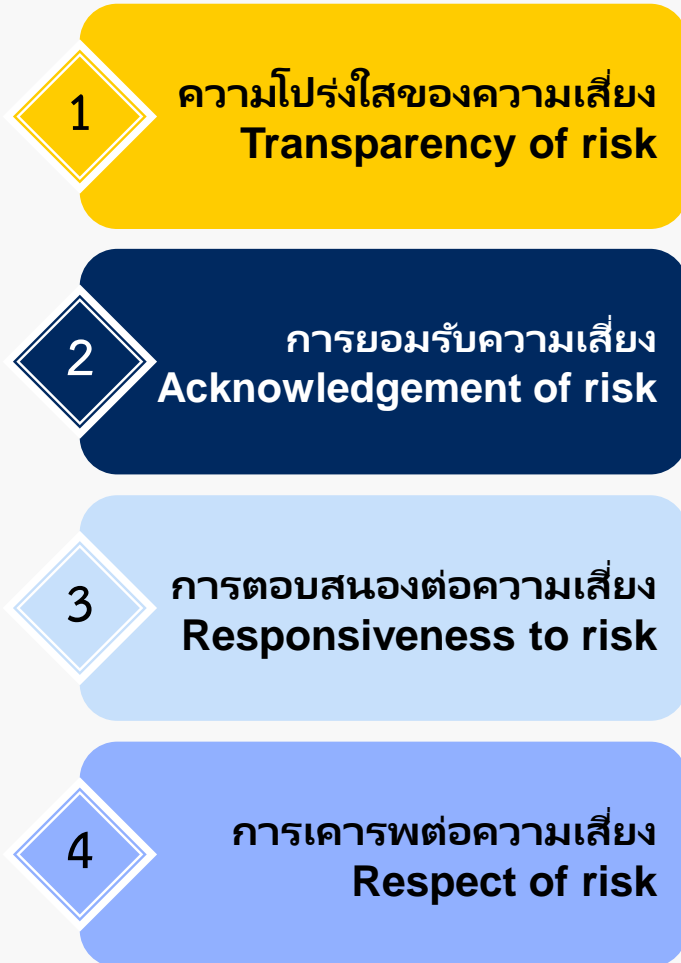 1
ความโปร่งใสของความเสี่ยง
Transparency of risk
2
การยอมรับความเสี่ยง
Acknowledgement of risk
3
การตอบสนองต่อความเสี่ยง
Responsiveness to risk
4
การเคารพต่อความเสี่ยง
Respect of risk